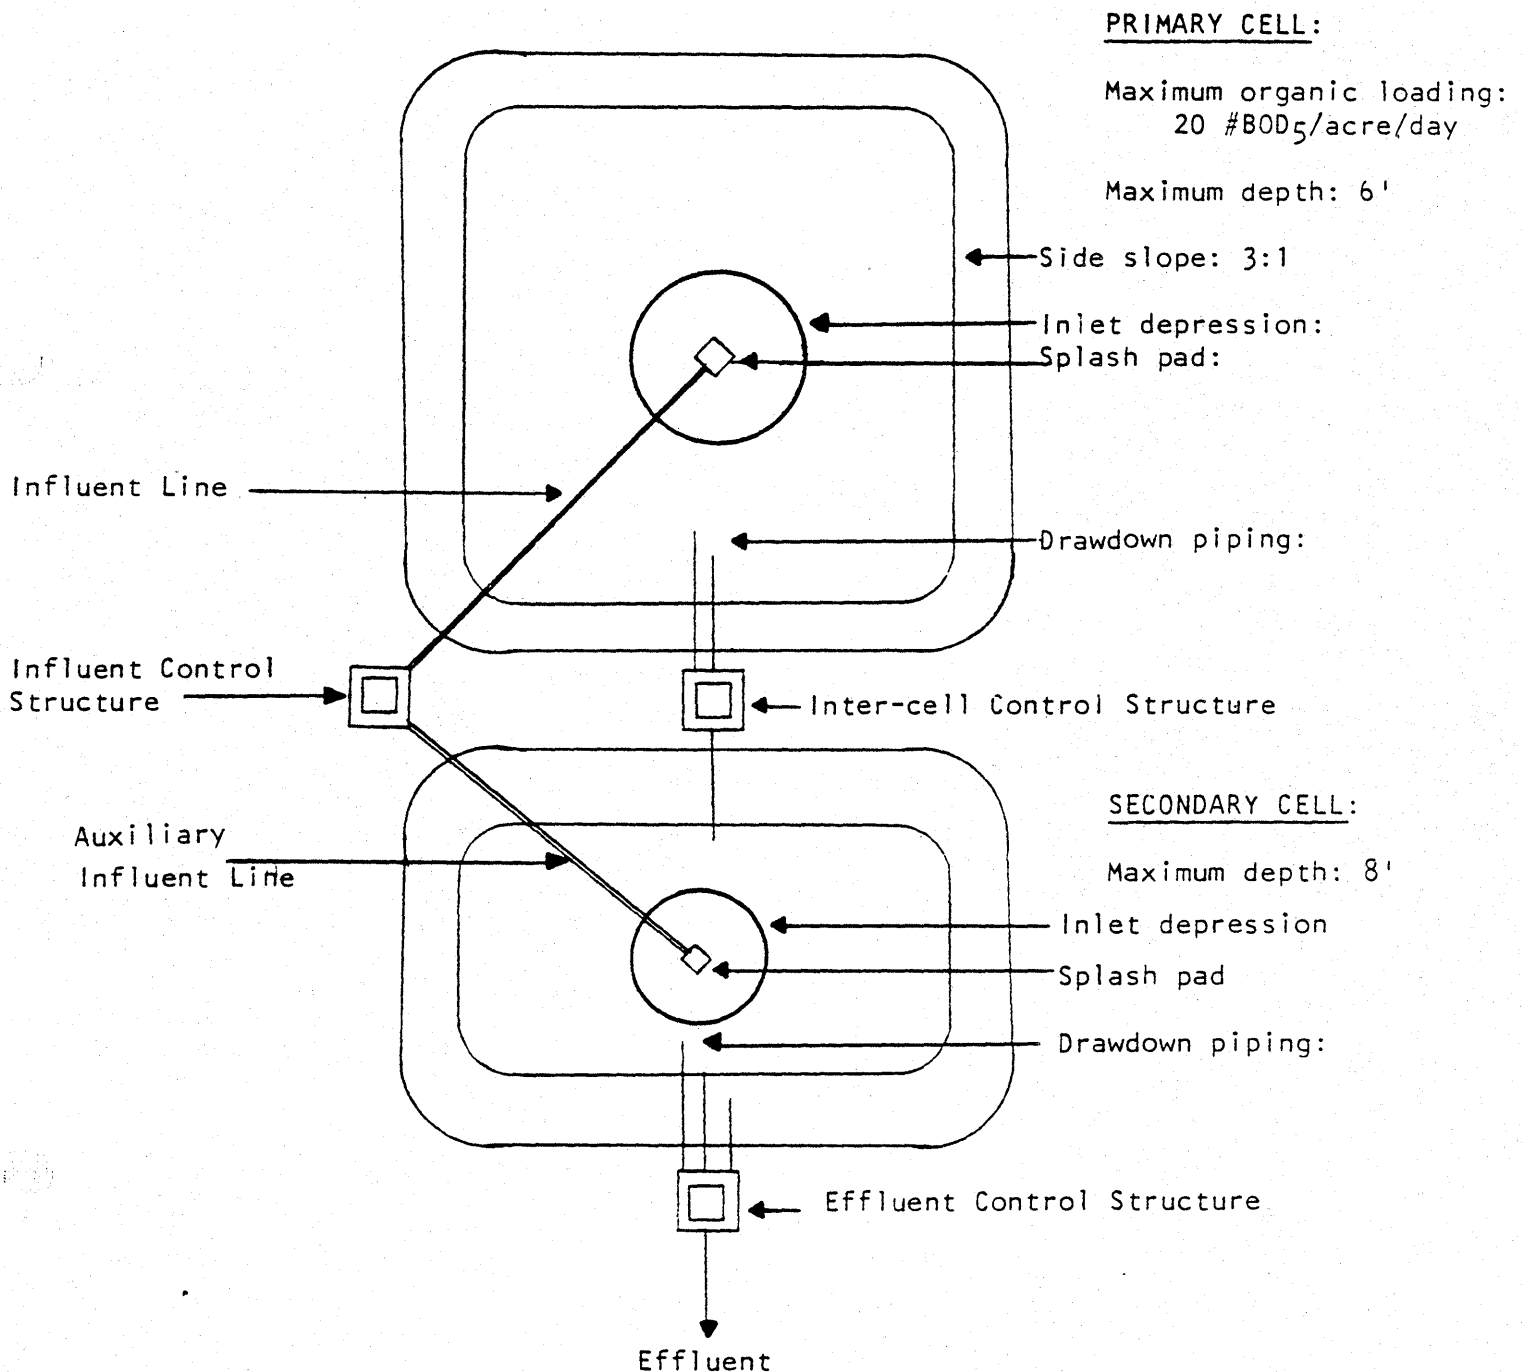 PRIMARY CELL:
Maximum organic loading:
20 #BOD5/acre/day
Maximum depth: 6'
Side slope: 3:1
Inlet depression:
Splash pad:
Influent Line
Drawdown piping:
Influent Control
Structure
Inter-cell Control Structure
SECONDARY CELL:
Auxiliary
Influent Line
Maximum depth: 8'
Inlet depression
Splash pad
Drawdown piping:
Effluent Control Structure
Effluent